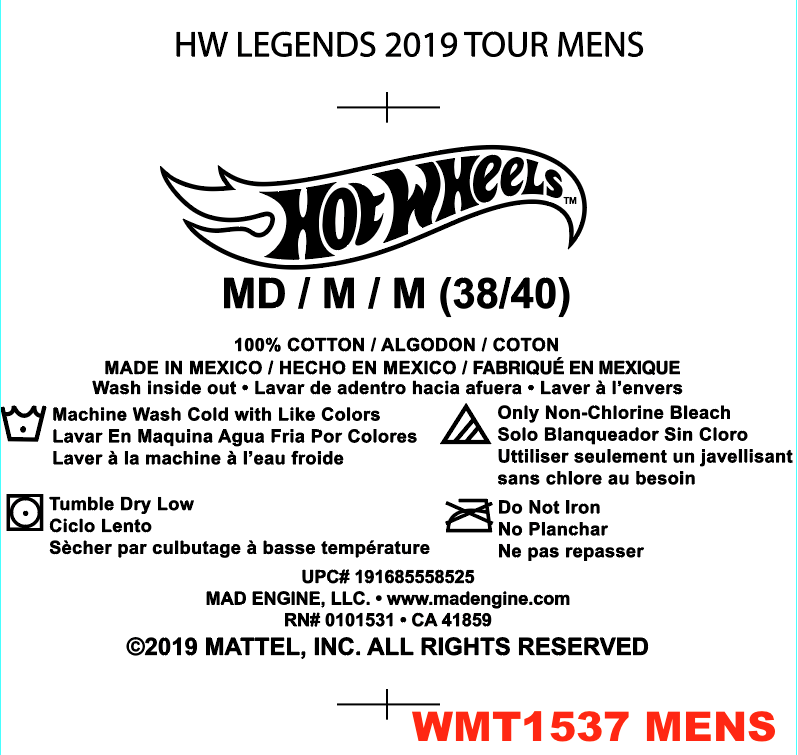 HW LEGENDS 2019 TOUR MENS
HOT WHEELS TM
MD / M / M (38/40)
100% COTTON / ALGODON / COTON
MADE IN MEXICO / HECHO EN MEXICO / FABRIQUÉ EN MEXIQUE
Wash inside out • Lavar de adentro hacia afuera • Laver à l'envers
Machine Wash Cold with Like Colors
Lavar En Maquina Agua Fria Por Colores
Laver à la machine à l'eau froide
Only Non-Chlorine Bleach
Solo Blanqueador Sin Cloro
Uttiliser seulement un javellisant
sans chlore au besoin
Tumble Dry Low
Ciclo Lento
Sècher par culbutage à basse température
Do Not Iron
No Planchar
Ne pas repasser
UPC# 191685558525
MAD ENGINE, LLC. • www.madengine.com
RN# 0101531 • CA 41859
©2019 MATTEL, INC. ALL RIGHTS RESERVED
WMT1537 MENS